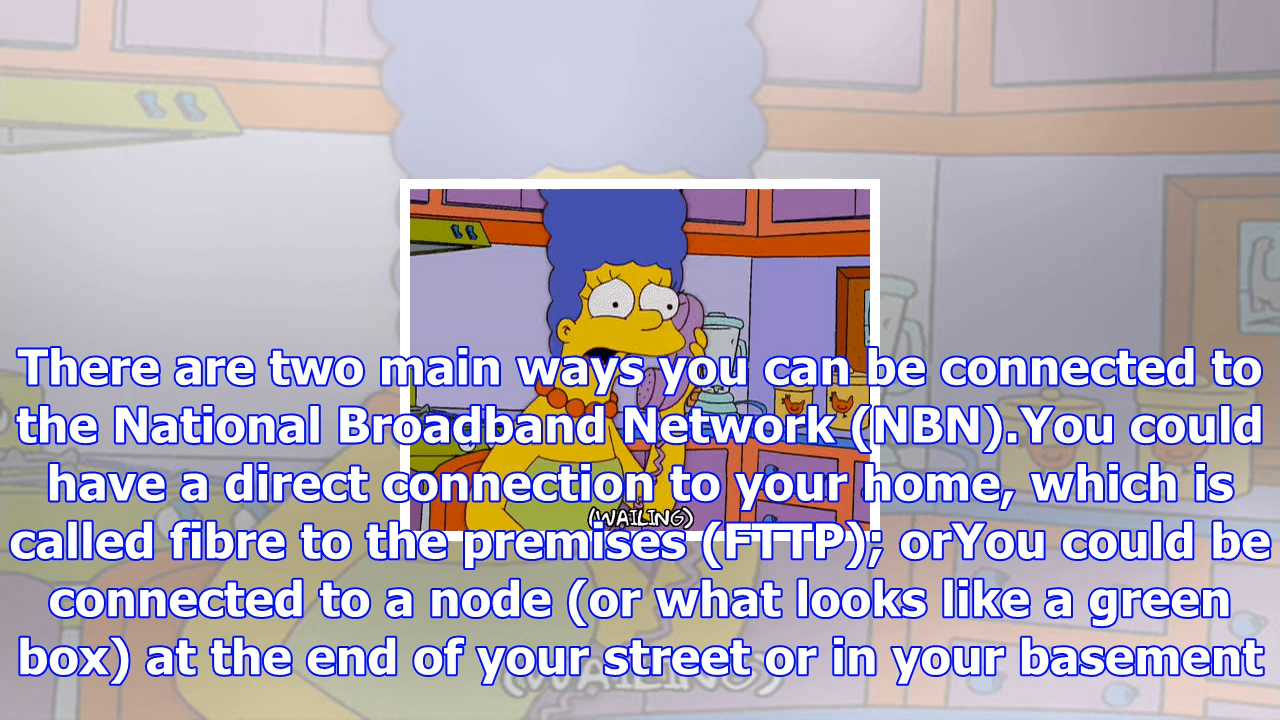 There are two main ways you can be connected to
the National Broadband Network (NBN).You could
have a direct connection to your home, which is
(WAILING)
called fibre to the premises (FTTP); orYou could be
connected to a node (or what looks like a green
box) at the end of your street or in your basement
(WAILING)